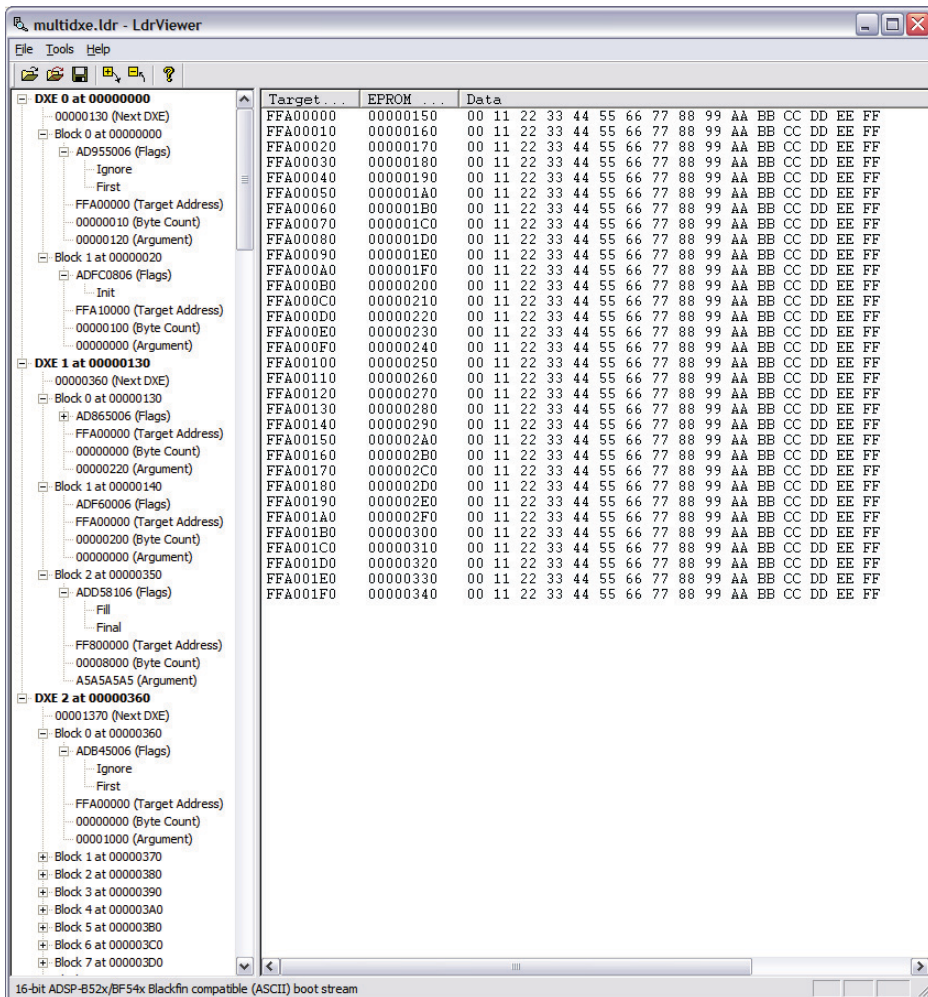 multidxe.ldr - LdrViewer
File Tools Help
DXE 0 at 00000000
00000130 (Next DXE)
Block 0 at 00000000
AD955006 (Flags)
Ignore
First
FFA00000 (Target Address)
00000010 (Byte Count)
00000120 (Argument)
Block 1 at 00000020
ADFC0806 (Flags)
Init
FFA10000 (Target Address)
00000100 (Byte Count)
00000000 (Argument)
DXE 1 at 00000130
00000360 (Next DXE)
Block 0 at 00000130
AD865006 (Flags)
FFA00000 (Target Address)
00000000 (Byte Count)
00000220 (Argument)
Block 1 at 00000140
ADF60006 (Flags)
FFA00000 (Target Address)
00000200 (Byte Count)
00000000 (Argument)
Block 2 at 00000350
ADD58106 (Flags)
Fill
Final
FF800000 (Target Address)
00008000 (Byte Count)
A5A5A5A5 (Argument)
DXE 2 at 00000360
00001370 (Next DXE)
Block 0 at 00000360
ADB45006 (Flags)
Ignore
First
FFA00000 (Target Address)
00000000 (Byte Count)
00001000 (Argument)
Block 1 at 00000370
Block 2 at 00000380
Block 3 at 00000390
Block 4 at 000003A0
Block 5 at 000003B0
Block 6 at 000003C0
Block 7 at 000003D0
Target... EPROM ... Data
FFA00000 00000150 00 11 22 33 44 55 66 77 88 99 AA BB CC DD EE FF
FFA00010 00000160 00 11 22 33 44 55 66 77 88 99 AA BB CC DD EE FF
FFA00020 00000170 00 11 22 33 44 55 66 77 88 99 AA BB CC DD EE FF
FFA00030 00000180 00 11 22 33 44 55 66 77 88 99 AA BB CC DD EE FF
FFA00040 00000190 00 11 22 33 44 55 66 77 88 99 AA BB CC DD EE FF
FFA00050 000001A0 00 11 22 33 44 55 66 77 88 99 AA BB CC DD EE FF
FFA00060 000001B0 00 11 22 33 44 55 66 77 88 99 AA BB CC DD EE FF
FFA00070 000001C0 00 11 22 33 44 55 66 77 88 99 AA BB CC DD EE FF
FFA00080 000001D0 00 11 22 33 44 55 66 77 88 99 AA BB CC DD EE FF
FFA00090 000001E0 00 11 22 33 44 55 66 77 88 99 AA BB CC DD EE FF
FFA000A0 000001F0 00 11 22 33 44 55 66 77 88 99 AA BB CC DD EE FF
FFA000B0 00000200 00 11 22 33 44 55 66 77 88 99 AA BB CC DD EE FF
FFA000C0 00000210 00 11 22 33 44 55 66 77 88 99 AA BB CC DD EE FF
FFA000D0 00000220 00 11 22 33 44 55 66 77 88 99 AA BB CC DD EE FF
FFA000E0 00000230 00 11 22 33 44 55 66 77 88 99 AA BB CC DD EE FF
FFA000F0 00000240 00 11 22 33 44 55 66 77 88 99 AA BB CC DD EE FF
FFA00100 00000250 00 11 22 33 44 55 66 77 88 99 AA BB CC DD EE FF
FFA00110 00000260 00 11 22 33 44 55 66 77 88 99 AA BB CC DD EE FF
FFA00120 00000270 00 11 22 33 44 55 66 77 88 99 AA BB CC DD EE FF
FFA00130 00000280 00 11 22 33 44 55 66 77 88 99 AA BB CC DD EE FF
FFA00140 00000290 00 11 22 33 44 55 66 77 88 99 AA BB CC DD EE FF
FFA00150 000002A0 00 11 22 33 44 55 66 77 88 99 AA BB CC DD EE FF
FFA00160 000002B0 00 11 22 33 44 55 66 77 88 99 AA BB CC DD EE FF
FFA00170 000002C0 00 11 22 33 44 55 66 77 88 99 AA BB CC DD EE FF
FFA00180 000002D0 00 11 22 33 44 55 66 77 88 99 AA BB CC DD EE FF
FFA00190 000002E0 00 11 22 33 44 55 66 77 88 99 AA BB CC DD EE FF
FFA001A0 000002F0 00 11 22 33 44 55 66 77 88 99 AA BB CC DD EE FF
FFA001B0 00000300 00 11 22 33 44 55 66 77 88 99 AA BB CC DD EE FF
FFA001C0 00000310 00 11 22 33 44 55 66 77 88 99 AA BB CC DD EE FF
FFA001D0 00000320 00 11 22 33 44 55 66 77 88 99 AA BB CC DD EE FF
FFA001E0 00000330 00 11 22 33 44 55 66 77 88 99 AA BB CC DD EE FF
FFA001F0 00000340 00 11 22 33 44 55 66 77 88 99 AA BB CC DD EE FF
16-bit ADSP-B52x/BF54x Blackfin compatible (ASCII) boot stream